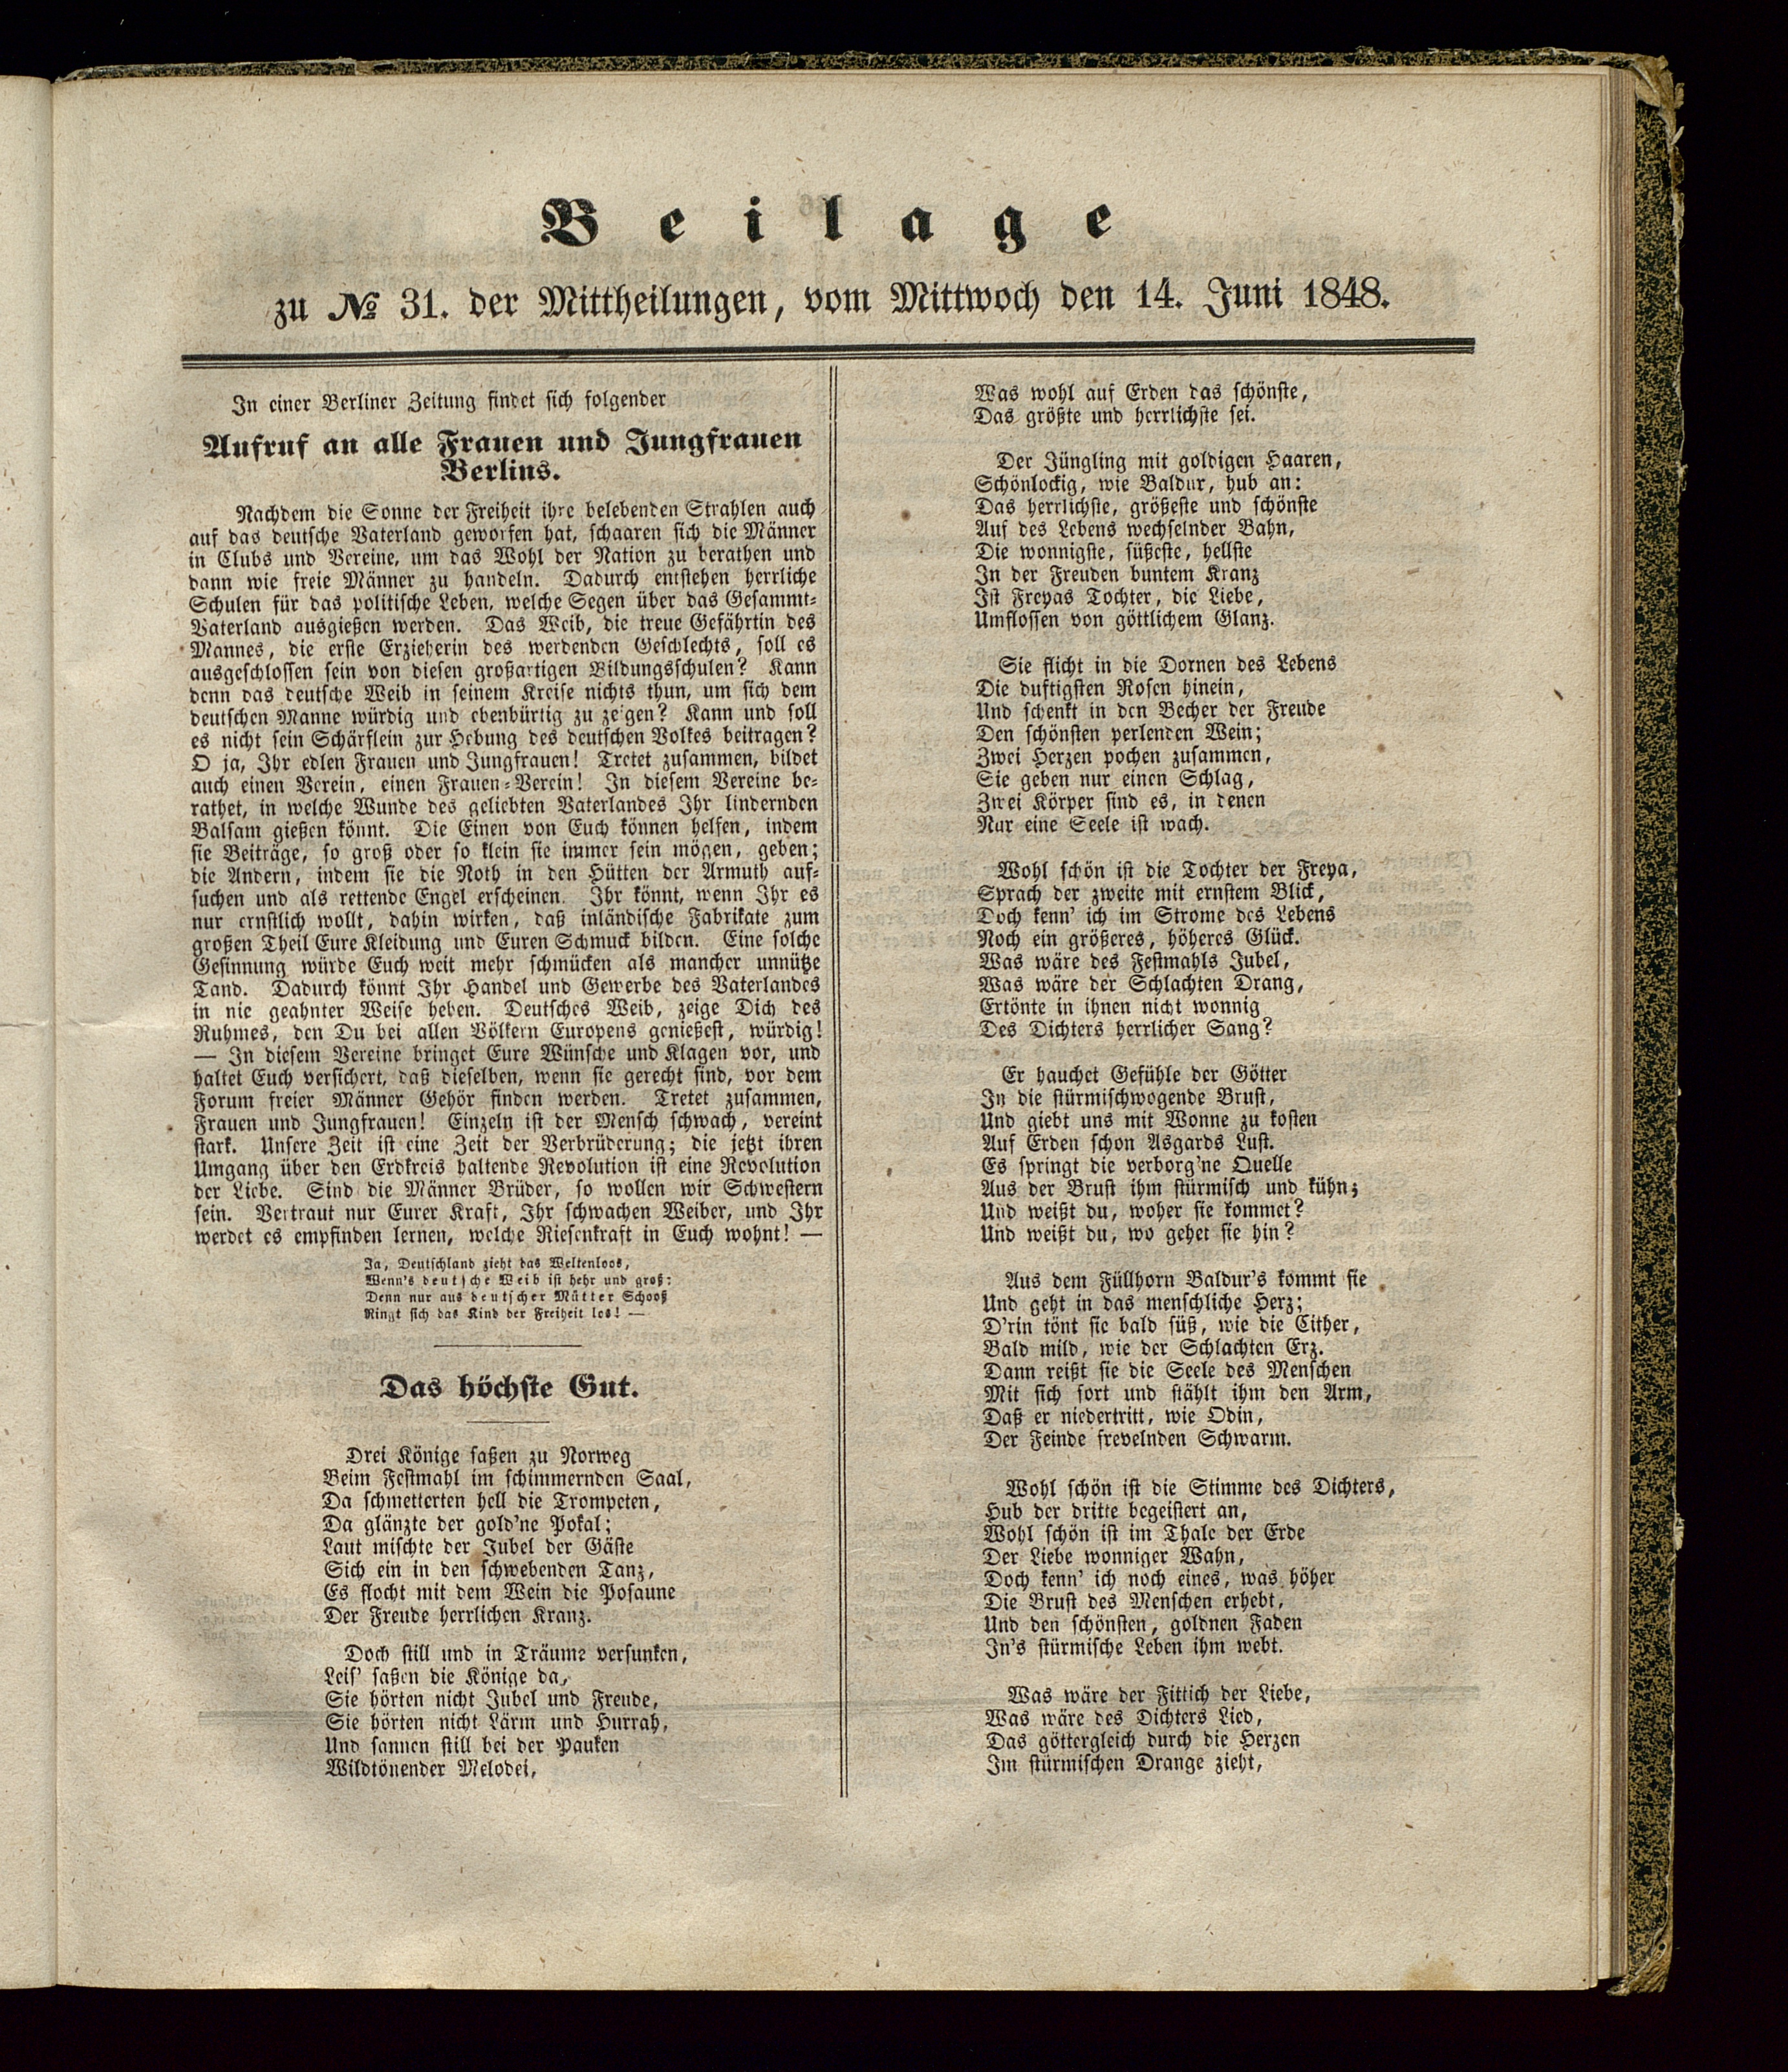 Beilage
zu № 31. der Mittheilungen, vom Mittwoch den 14. Juni 1848.
In einer Berliner Zeitung findet sich folgender
Aufruf an alle Frauen und Jungfrauen
Berlins.
Nachdem die Sonne der Freiheit ihre belebenden Strahlen auch
auf das deutsche Vaterland geworfen hat, schaaren sich die Männer
in Clubs und Vereine, um das Wohl der Nation zu berathen und
dann wie freie Männer zu handeln. Dadurch entstehen herrliche
Schulen für das politische Leben, welche Segen über das Gesammt-
Vaterland ausgießen werden. Das Weib, die treue Gefährtin des
Mannes, die erste Erzieherin des werdenden Geschlechts, soll es
ausgeschlossen sein von diesen großartigen Bildungsschulen? Kann
denn das deutsche Weib in seinem Kreise nichts thun, um sich dem
deutschen Manne würdig und ebenbürtig zu zeigen? Kann und soll
es nicht sein Schärflein zur Hebung des deutschen Volkes beitragen?
O ja, Ihr edlen Frauen und Jungfrauen! Tretet zusammen, bildet
auch einen Verein, einen Frauen-Verein! In diesem Vereine be-
rathet, in welche Wunde des geliebten Vaterlandes Ihr lindernden
Balsam gießen könnt. Die Einen von Euch können helfen, indem
sie Beiträge, so groß oder so klein sie immer sein mögen, geben;
die Andern, indem sie die Noth in den Hütten der Armuth auf-
suchen und als rettende Engel erscheinen. Ihr könnt, wenn Ihr es
nur ernstlich wollt, dahin wirken, daß inländische Fabrikate zum
großen Theil Eure Kleidung und Euren Schmuck bilden. Eine solche
Gesinnung würde Euch weit mehr schmücken als mancher unnütze
Tand. Dadurch könnt Ihr Handel und Gewerbe des Vaterlandes
in nie geahnter Weise heben. Deutsches Weib, zeige Dich des
Ruhmes, den Du bei allen Völkern Europens genießest, würdig!
— In diesem Vereine bringet Eure Wünsche und Klagen vor, und
haltet Euch versichert, daß dieselben, wenn sie gerecht sind, vor dem
Forum freier Männer Gehör finden werden. Tretet zusammen,
Frauen und Jungfrauen! Einzeln ist der Mensch schwach, vereint
stark. Unsere Zeit ist eine Zeit der Verbrüderung; die jetzt ihren
Umgang über den Erdkreis haltende Revolution ist eine Revolution
der Liebe. Sind die Männer Brüder, so wollen wir Schwestern
sein. Vertraut nur Eurer Kraft, Ihr schwachen Weiber, und Ihr
werdet es empfinden lernen, welche Riesenkraft in Euch wohnt! —
Ja, Deutschland zieht das Weltenloos,
Wenn's deutsche Weib ist hehr und groß:
Denn nur aus deutscher Mütter Schooß
Ringt sich das Kind der Freiheit los! —
Das höchste Gut.
Drei Könige saßen zu Norweg
Beim Festmahl im schimmernden Saal,
Da schmetterten hell die Trompeten,
Da glänzte der gold'ne Pokal;
Laut mischte der Jubel der Gäste
Sich ein in den schwebenden Tanz,
Es flocht mit dem Wein die Posaune
Der Freude herrlichen Kranz.
Doch still und in Träume versunken,
Leis' saßen die Könige da,
Sie hörten nicht Jubel und Freude,
Sie hörten nicht Lärm und Hurrah,
Und sannen still bei der Pauken
Wildtönender Melodei,
Was wohl auf Erden das schönste,
Das größte und herrlichste sei.
Der Jüngling mit goldigen Haaren,
Schönlockig, wie Baldur, hub an:
Das herrlichste, größeste und schönste
Auf des Lebens wechselnder Bahn,
Die wonnigste, süßeste, hellste
In der Freuden buntem Kranz
Ist Freyas Tochter, die Liebe,
Umflossen von göttlichem Glanz.
Sie flicht in die Dornen des Lebens
Die duftigsten Rosen hinein,
Und schenkt in den Becher der Freude
Den schönsten perlenden Wein;
Zwei Herzen pochen zusammen,
Sie geben nur einen Schlag,
Zwei Körper sind es, in denen
Nur eine Seele ist wach.
Wohl schön ist die Tochter der Freya,
Sprach der zweite mit ernstem Blick,
Doch kenn' ich im Strome des Lebens
Noch ein größeres, höheres Glück.
Was wäre des Festmahls Jubel,
Was wäre der Schlachten Drang,
Ertönte in ihnen nicht wonnig
Des Dichters herrlicher Sang?
Er hauchet Gefühle der Götter
In die stürmischwogende Brust,
Und giebt uns mit Wonne zu kosten
Auf Erden schon Asgards Lust.
Es springt die verborg'ne Quelle
Aus der Brust ihm stürmisch und kühn;
Und weißt du, woher sie kommet?
Und weißt du, wo gehet sie hin?
Aus dem Füllhorn Baldur's kommt sie
Und geht in das menschliche Herz;
D'rin tönt sie bald süß, wie die Cither,
Bald mild, wie der Schlachten Erz.
Dann reißt sie die Seele des Menschen
Mit sich fort und stählt ihm den Arm,
Daß er niedertritt, wie Odin,
Der Feinde frevelnden Schwarm.
Wohl schön ist die Stimme des Dichters,
Hub der dritte begeistert an,
Wohl schön ist im Thale der Erde
Der Liebe wonniger Wahn,
Doch kenn' ich noch eines, was höher
Die Brust des Menschen erhebt,
Und den schönsten, goldnen Faden
In's stürmische Leben ihm webt.
Was wäre der Fittich der Liebe,
Was wäre des Dichters Lied,
Das göttergleich durch die Herzen
Im stürmischen Drange zieht,